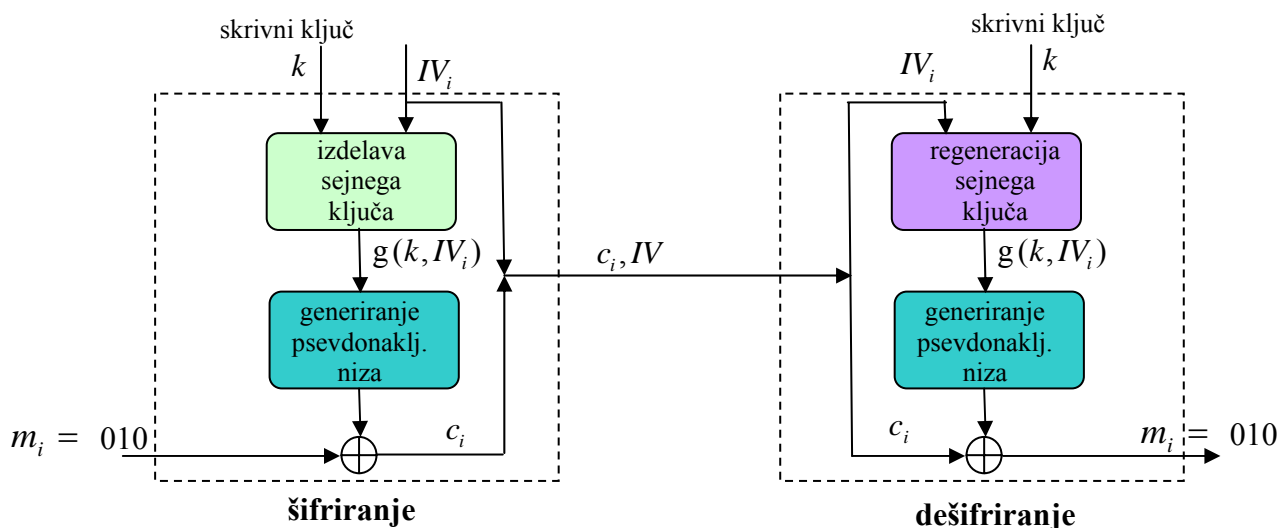 skrivni ključ
k
IV_i
izdelava
sejnega
ključa
g(k, IV_i)
generiranje
psevdonaklj.
niza
m_i = 010
c_i
šifriranje
c_i, IV
skrivni ključ
IV_i
k
regeneracija
sejnega
ključa
g(k, IV_i)
generiranje
psevdonaklj.
niza
c_i
m_i = 010
dešifriranje